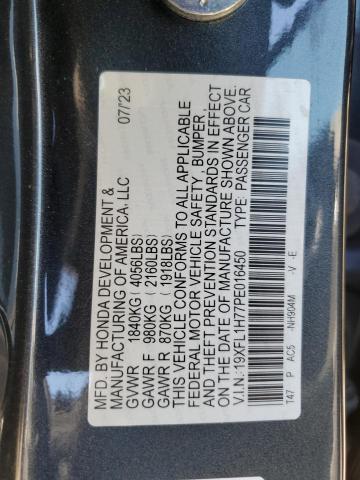 MFD. BY HONDA DEVELOPMENT &
MANUFACTURING OF AMERICA, LLC 07/23
GVWR 1840KG ( 4056LBS)
GAWR F 980KG ( 2160LBS)
GAWR R 870KG ( 1918LBS)
THIS VEHICLE CONFORMS TO ALL APPLICABLE
FEDERAL MOTOR VEHICLE SAFETY, BUMPER,
AND THEFT PREVENTION STANDARDS IN EFFECT
ON THE DATE OF MANUFACTURE SHOWN ABOVE.
V.I.N.:19XFL1H77PE016450 TYPE: PASSENGER CAR
T47 P AC5 -NH904M -V -E